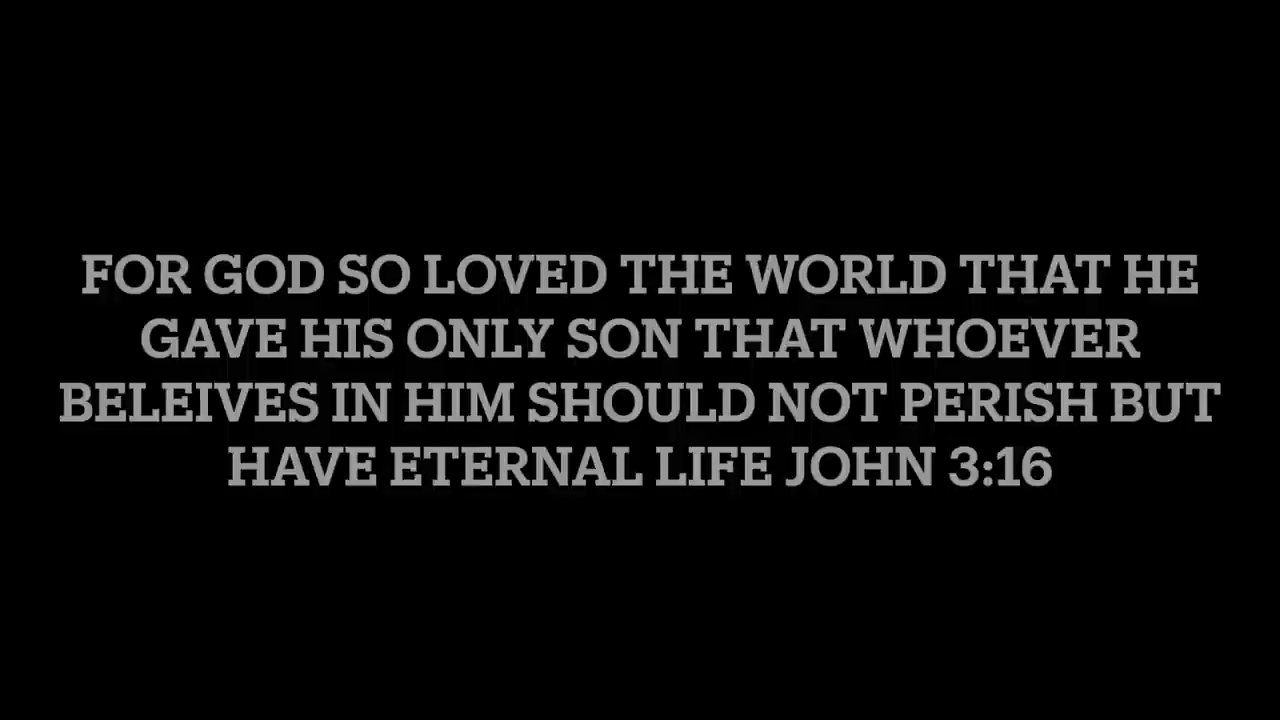 FOR GOD SO LOVED THE WORLD THAT HE
GAVE HIS ONLY SON THAT WHOEVER
BELEIVES IN HIM SHOULD NOT PERISH BUT
HAVE ETERNAL LIFE JOHN 3:16